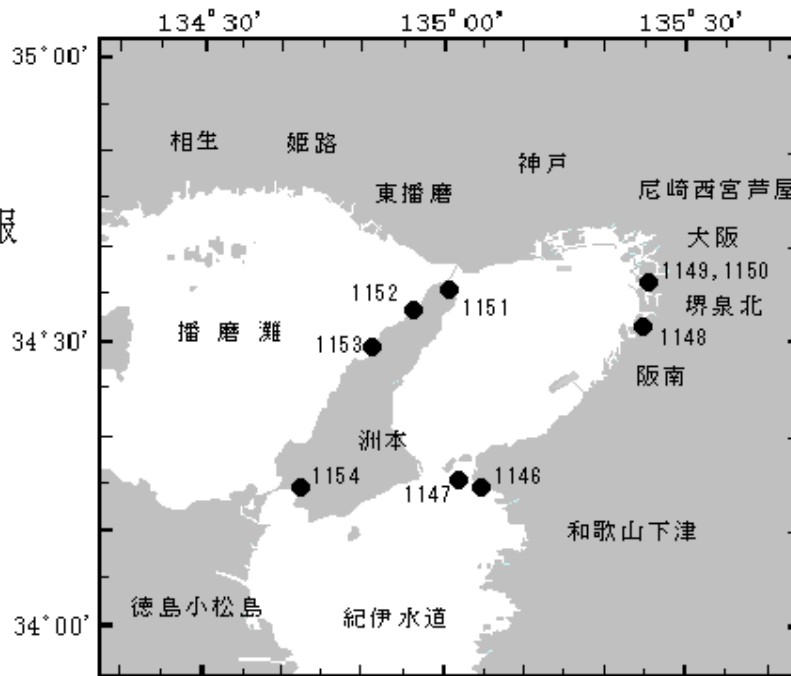 134°30' 135°00' 135°30'
35°00'
相生 姫路 神戸
東播磨 尼崎西宮芦屋
報
大阪
1149,1150
1152 1151 堺泉北
播磨灘
34°30' 1153 1148
阪南
洲本
1154 1147 1146
和歌山下津
徳島小松島 紀伊水道
34°00'